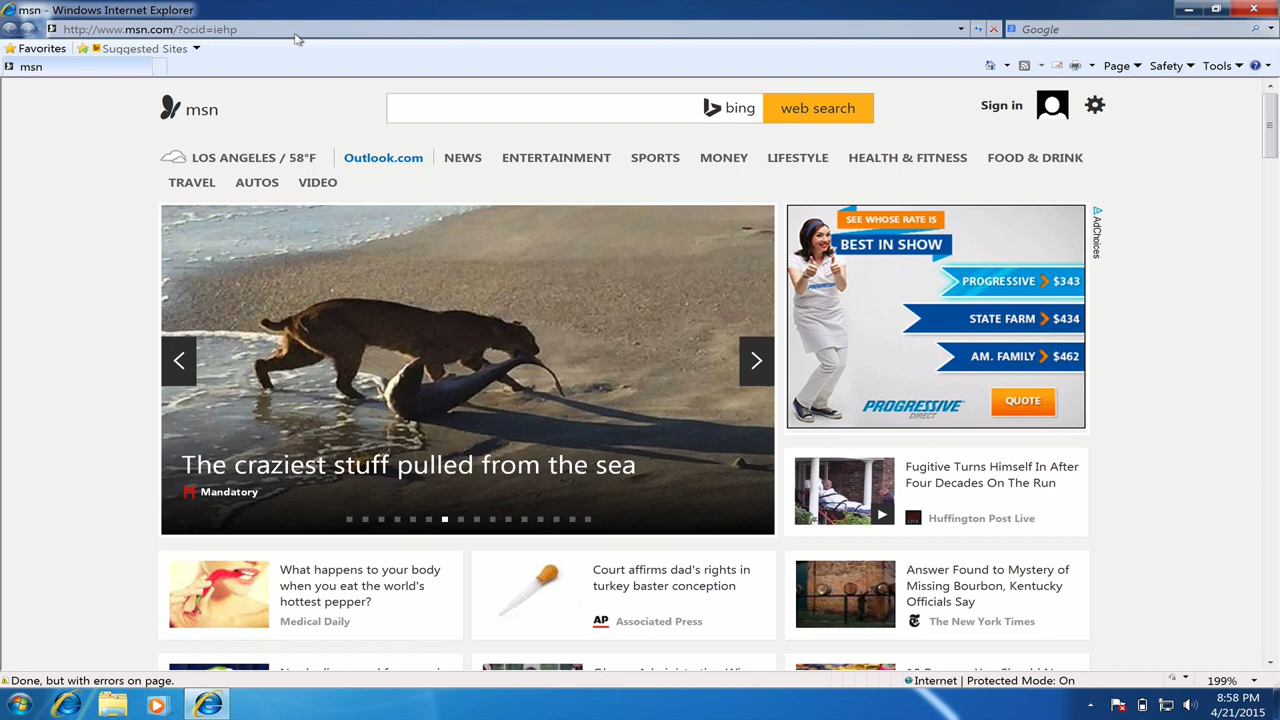 msn - Windows Internet Explorer
http://www.msn.com/?ocid=iehp
Google
Favorites
Suggested Sites
msn
Page
Safety
Tools
msn
bing
web search
Sign in
LOS ANGELES / 58°F
Outlook.com
NEWS
ENTERTAINMENT
SPORTS
MONEY
LIFESTYLE
HEALTH & FITNESS
FOOD & DRINK
TRAVEL
AUTOS
VIDEO
The craziest stuff pulled from the sea
Mandatory
SEE WHOSE RATE IS
BEST IN SHOW
PROGRESSIVE $343
STATE FARM $434
AM. FAMILY $462
PROGRESSIVE
DIRECT
QUOTE
AdChoices
Fugitive Turns Himself In After
Four Decades On The Run
Huffington Post Live
What happens to your body
when you eat the world's
hottest pepper?
Medical Daily
Court affirms dad's rights in
turkey baster conception
AP Associated Press
Answer Found to Mystery of
Missing Bourbon, Kentucky
Officials Say
The New York Times
Done, but with errors on page.
Internet | Protected Mode: On
199%
8:58 PM
4/21/2015